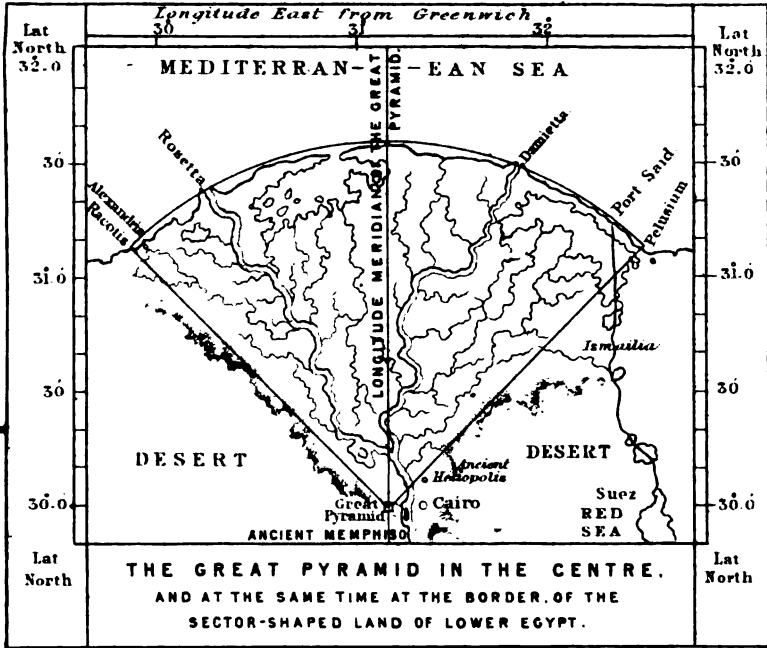 Longitude East from Greenwich
30 31 32
Lat North 32.0
Lat North 32.0
MEDITERRAN- -EAN SEA
LONGITUDE MERIDIAN OF THE GREAT PYRAMID.
Rosetta
Damietta
Port Said
Pelusium
Alexandria
Racotis
30
30
31.0
31.0
Ismailia
30
30
DESERT
DESERT
Ancient
Heliopolis
Suez
RED
SEA
Great
Pyramid
Cairo
30.0
30.0
ANCIENT MEMPHIS
Lat North
Lat North
THE GREAT PYRAMID IN THE CENTRE,
AND AT THE SAME TIME AT THE BORDER, OF THE
SECTOR-SHAPED LAND OF LOWER EGYPT.